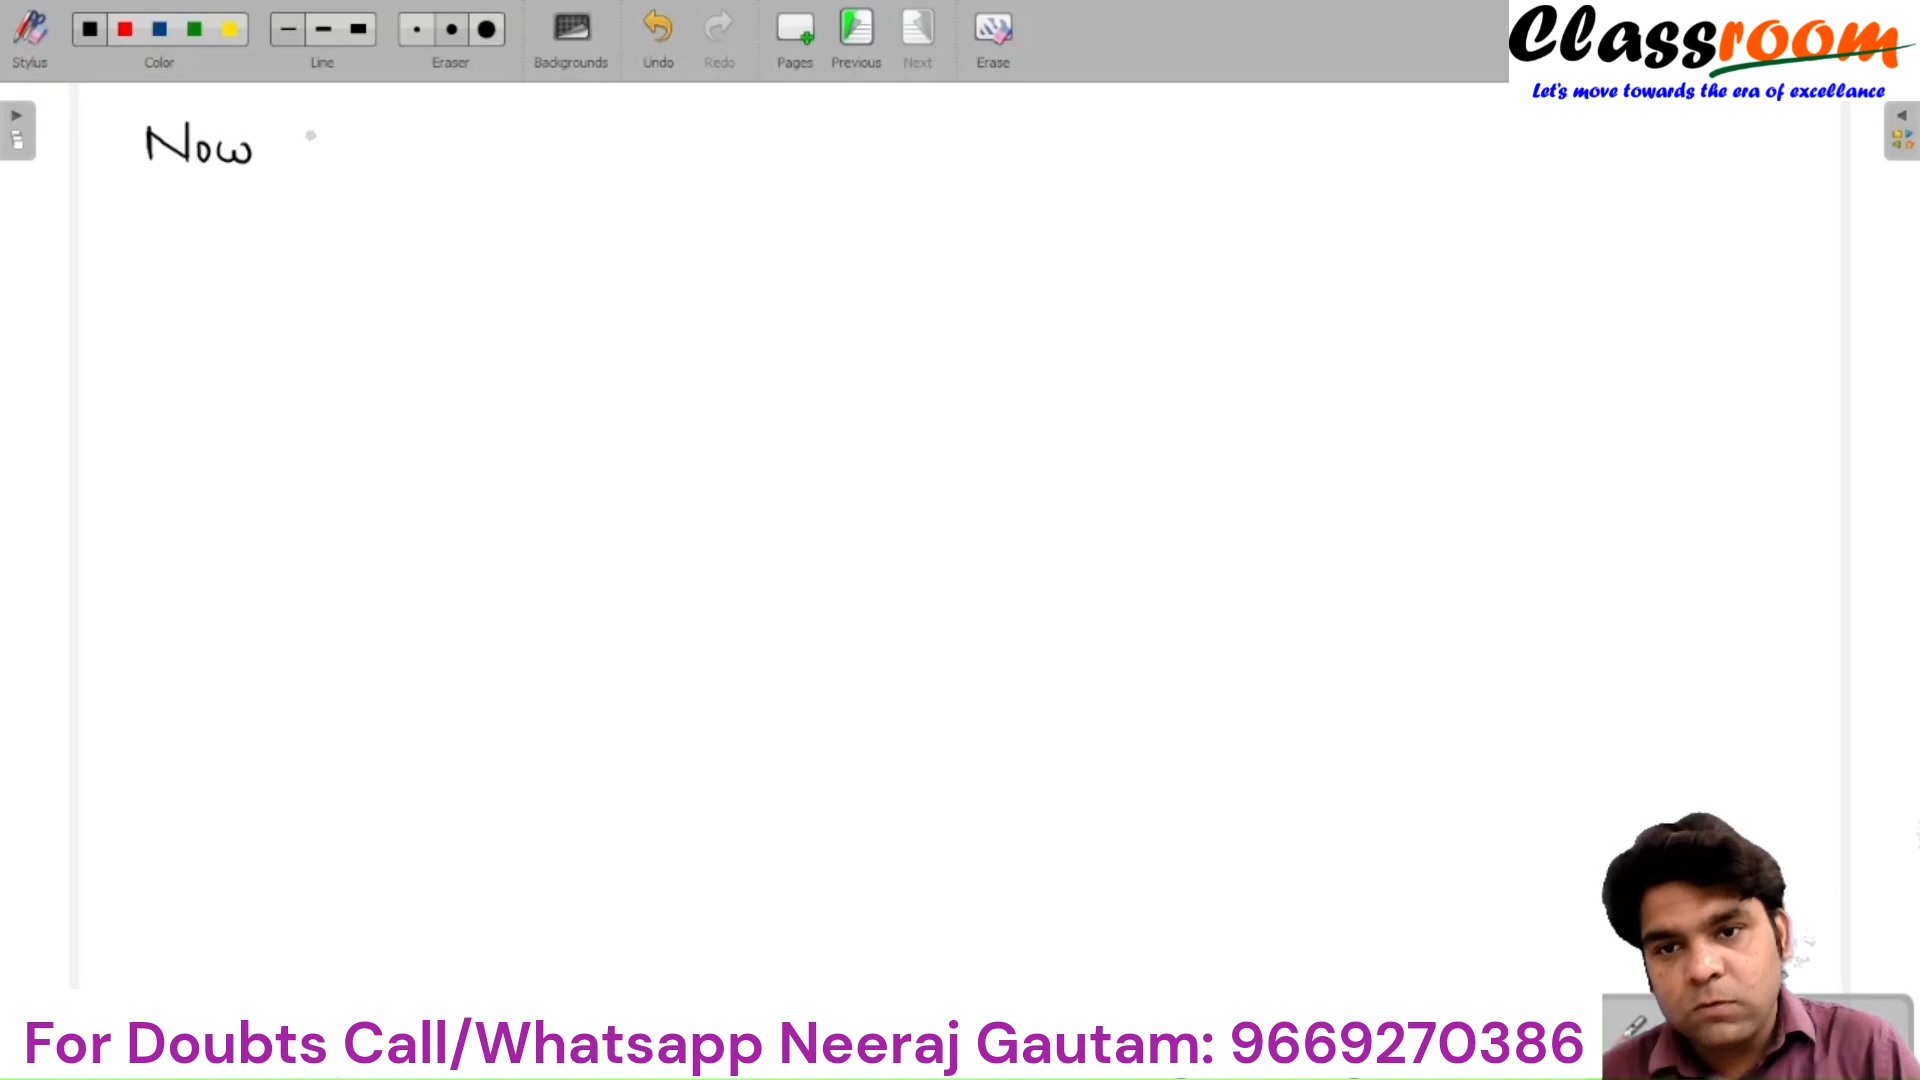 Stylus Color Line Eraser Backgrounds Undo Redo Pages Previous Next Erase
Classroom
Let's move towards the era of excellance
Now
For Doubts Call/Whatsapp Neeraj Gautam: 9669270386